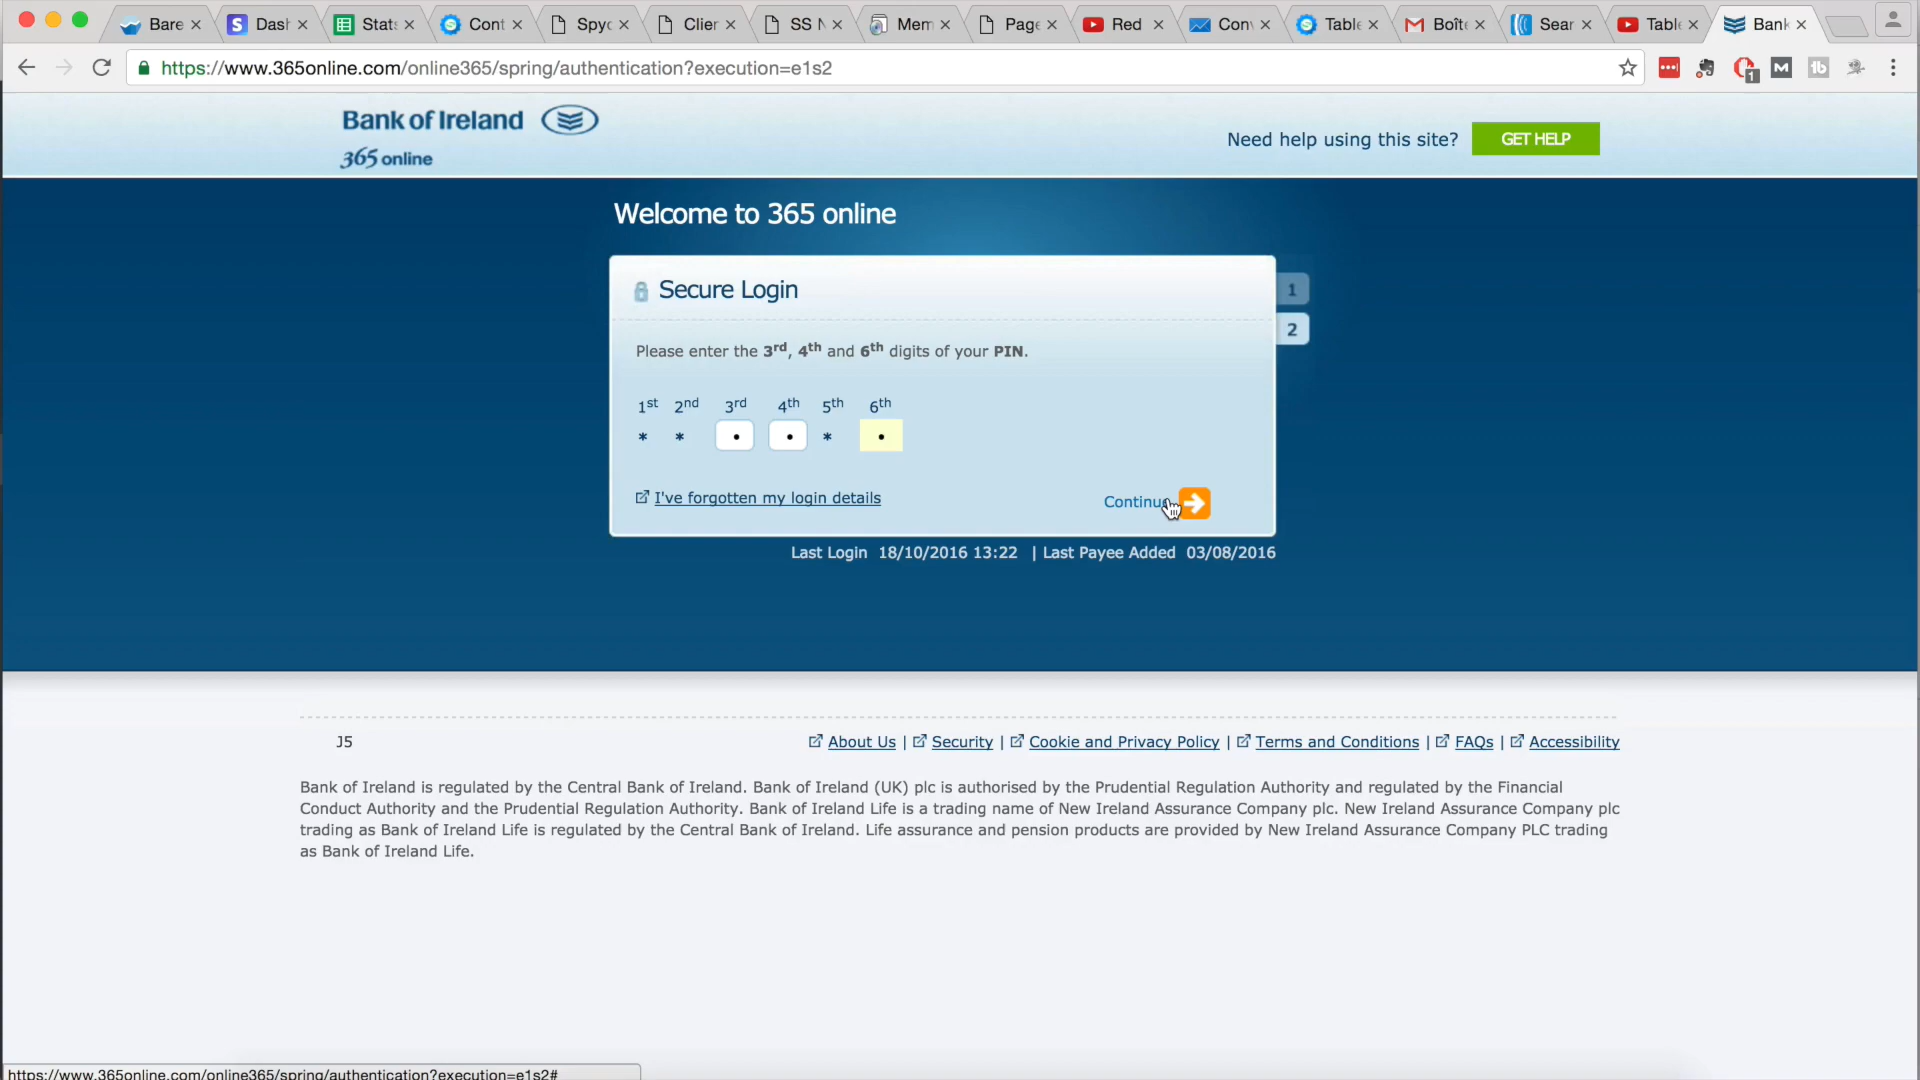 Bare Dash Stats Cont Spyc Clier SS N Mem Page Red Conv Table Boîte Sear Table Bank
https://www.365online.com/online365/spring/authentication?execution=e1s2
Bank of Ireland
365 online
Need help using this site? GET HELP
Welcome to 365 online
Secure Login
1
2
Please enter the 3rd, 4th and 6th digits of your PIN.
1st 2nd 3rd 4th 5th 6th
* * • • * •
I've forgotten my login details
Continue
Last Login 18/10/2016 13:22 | Last Payee Added 03/08/2016
J5
About Us | Security | Cookie and Privacy Policy | Terms and Conditions | FAQs | Accessibility
Bank of Ireland is regulated by the Central Bank of Ireland. Bank of Ireland (UK) plc is authorised by the Prudential Regulation Authority and regulated by the Financial
Conduct Authority and the Prudential Regulation Authority. Bank of Ireland Life is a trading name of New Ireland Assurance Company plc. New Ireland Assurance Company plc
trading as Bank of Ireland Life is regulated by the Central Bank of Ireland. Life assurance and pension products are provided by New Ireland Assurance Company PLC trading
as Bank of Ireland Life.
https://www.365online.com/online365/spring/authentication?execution=e1s2#